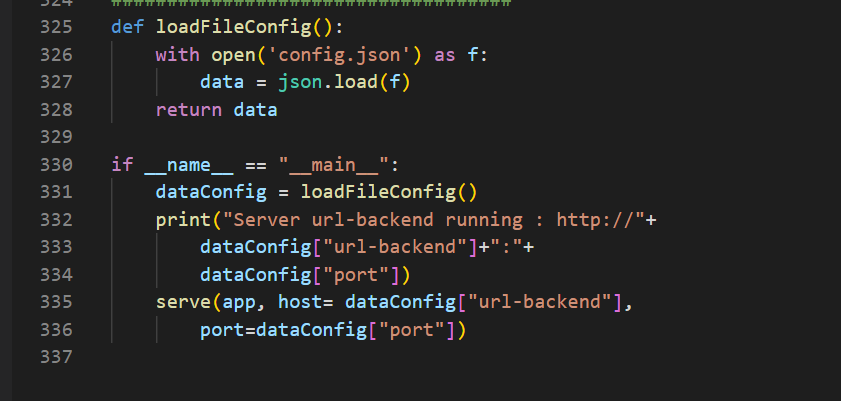 324 ####################################
325 def loadFileConfig():
326     with open('config.json') as f:
327         data = json.load(f)
328     return data
329
330 if __name__ == "__main__":
331     dataConfig = loadFileConfig()
332     print("Server url-backend running : http://"+
333         dataConfig["url-backend"]+":"+
334         dataConfig["port"])
335     serve(app, host= dataConfig["url-backend"],
336         port=dataConfig["port"])
337